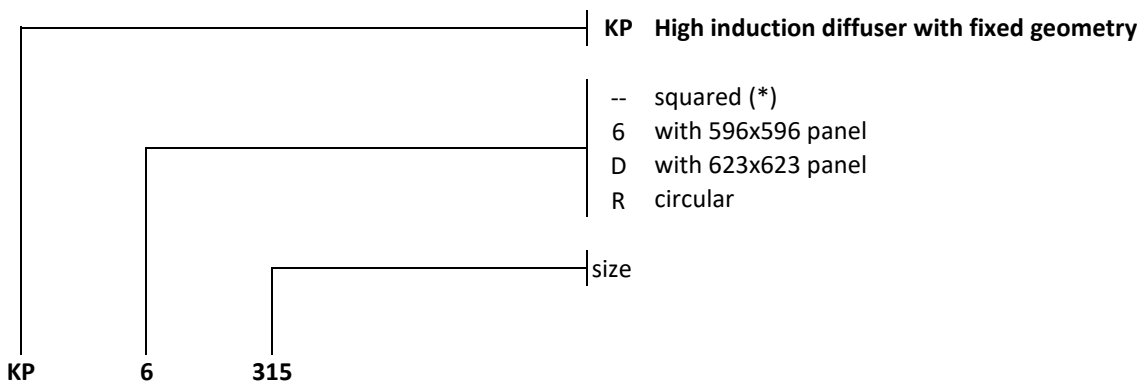 KP High induction diffuser with fixed geometry
-- squared (*)
6 with 596x596 panel
D with 623x623 panel
R circular
size
KP 6 315